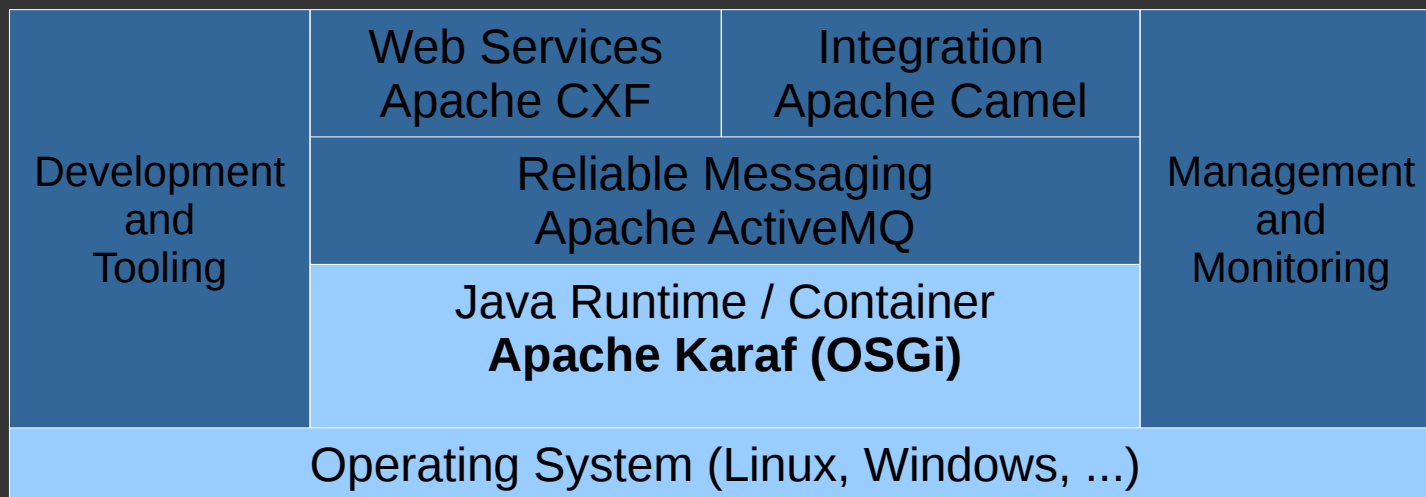 Web Services
Apache CXF
Integration
Apache Camel
Development
and
Tooling
Reliable Messaging
Apache ActiveMQ
Management
and
Monitoring
Java Runtime / Container
Apache Karaf (OSGi)
Operating System (Linux, Windows, ...)